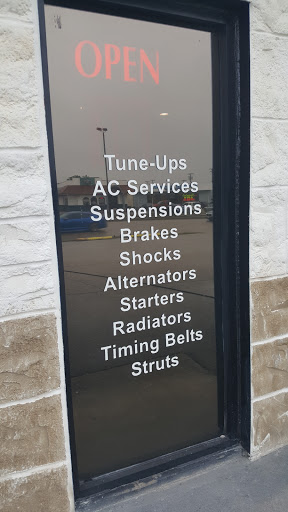 OPEN
Tune-Ups
AC Services
Suspensions
Brakes
Shocks
Alternators
Starters
Radiators
Timing Belts
Struts